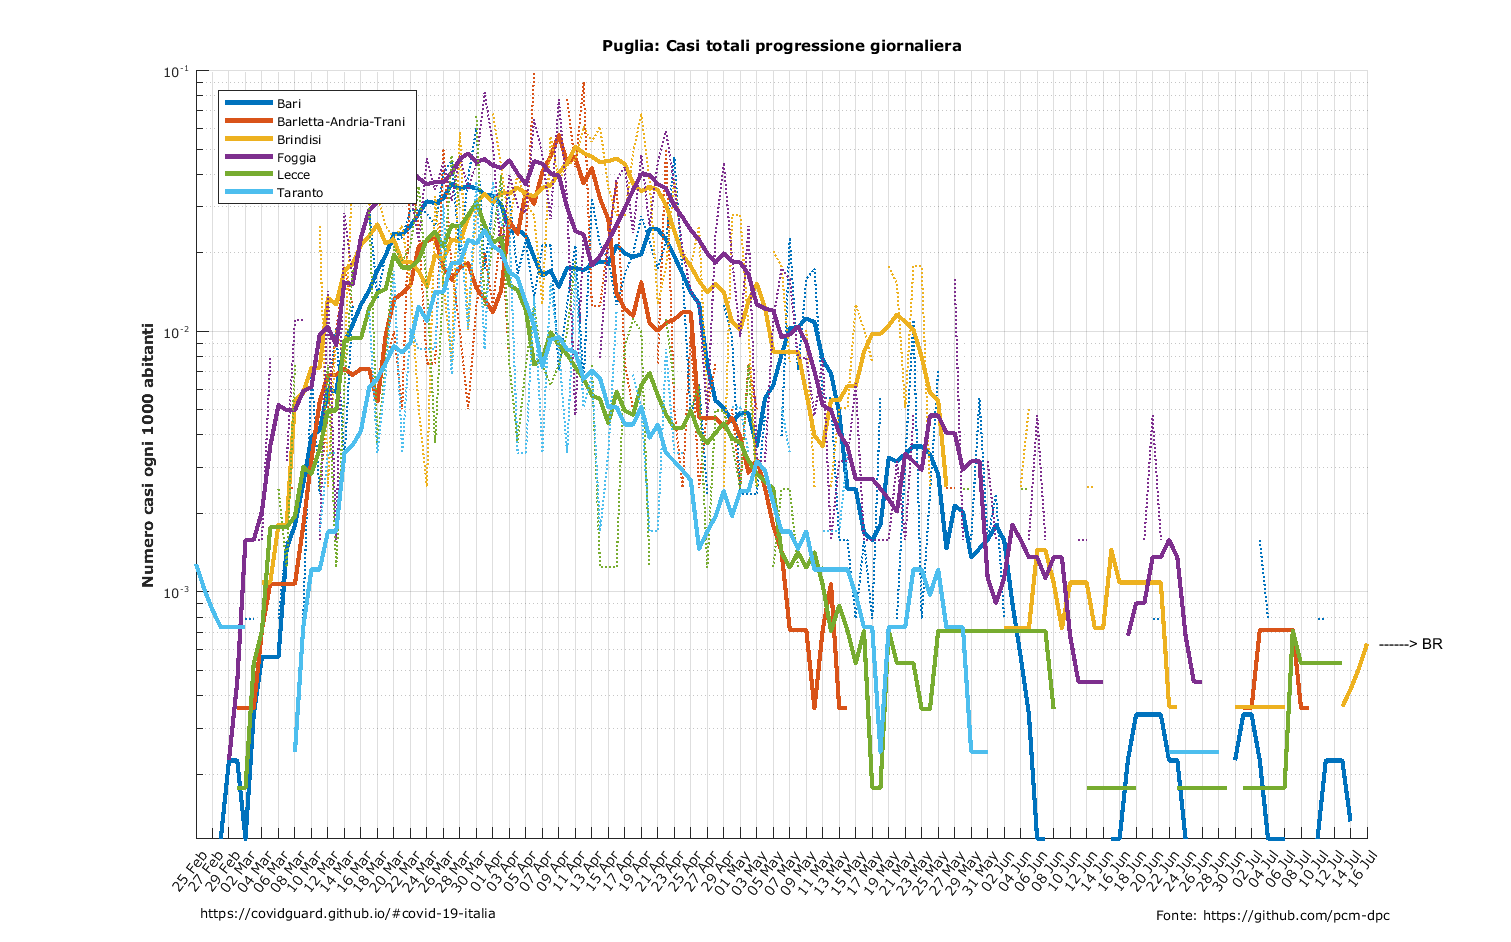 Puglia: Casi totali progressione giornaliera
Numero casi ogni 1000 abitanti
10⁻¹
10⁻²
10⁻³
Bari
Barletta-Andria-Trani
Brindisi
Foggia
Lecce
Taranto
------> BR
25 Feb
27 Feb
29 Feb
02 Mar
04 Mar
06 Mar
08 Mar
10 Mar
12 Mar
14 Mar
16 Mar
18 Mar
20 Mar
22 Mar
24 Mar
26 Mar
28 Mar
30 Mar
01 Apr
03 Apr
05 Apr
07 Apr
09 Apr
11 Apr
13 Apr
15 Apr
17 Apr
19 Apr
21 Apr
23 Apr
25 Apr
27 Apr
29 Apr
01 May
03 May
05 May
07 May
09 May
11 May
13 May
15 May
17 May
19 May
21 May
23 May
25 May
27 May
29 May
31 May
02 Jun
04 Jun
06 Jun
08 Jun
10 Jun
12 Jun
14 Jun
16 Jun
18 Jun
20 Jun
22 Jun
24 Jun
26 Jun
28 Jun
30 Jun
02 Jul
04 Jul
06 Jul
08 Jul
10 Jul
12 Jul
14 Jul
16 Jul
https://covidguard.github.io/#covid-19-italia
Fonte: https://github.com/pcm-dpc